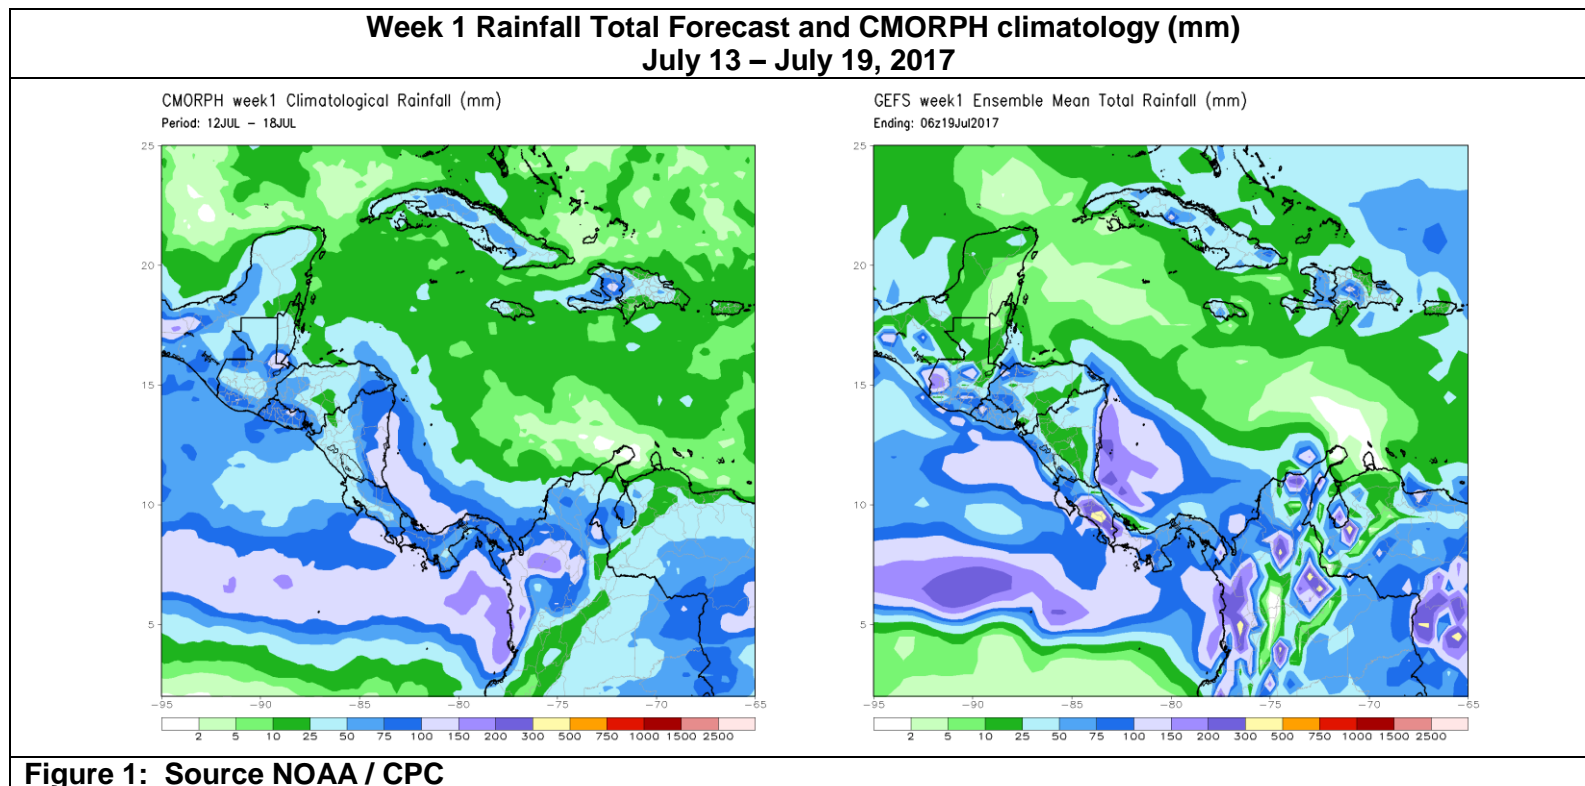 Week 1 Rainfall Total Forecast and CMORPH climatology (mm)
July 13 – July 19, 2017
CMORPH week1 Climatological Rainfall (mm)
Period: 12JUL – 18JUL
25
20
15
10
5
−95 −90 −85 −80 −75 −70 −65
2 5 10 25 50 75 100 150 200 300 500 750 1000 1500 2500
GEFS week1 Ensemble Mean Total Rainfall (mm)
Ending: 06z19Jul2017
25
20
15
10
5
−95 −90 −85 −80 −75 −70 −65
2 5 10 25 50 75 100 150 200 300 500 750 1000 1500 2500
Figure 1: Source NOAA / CPC